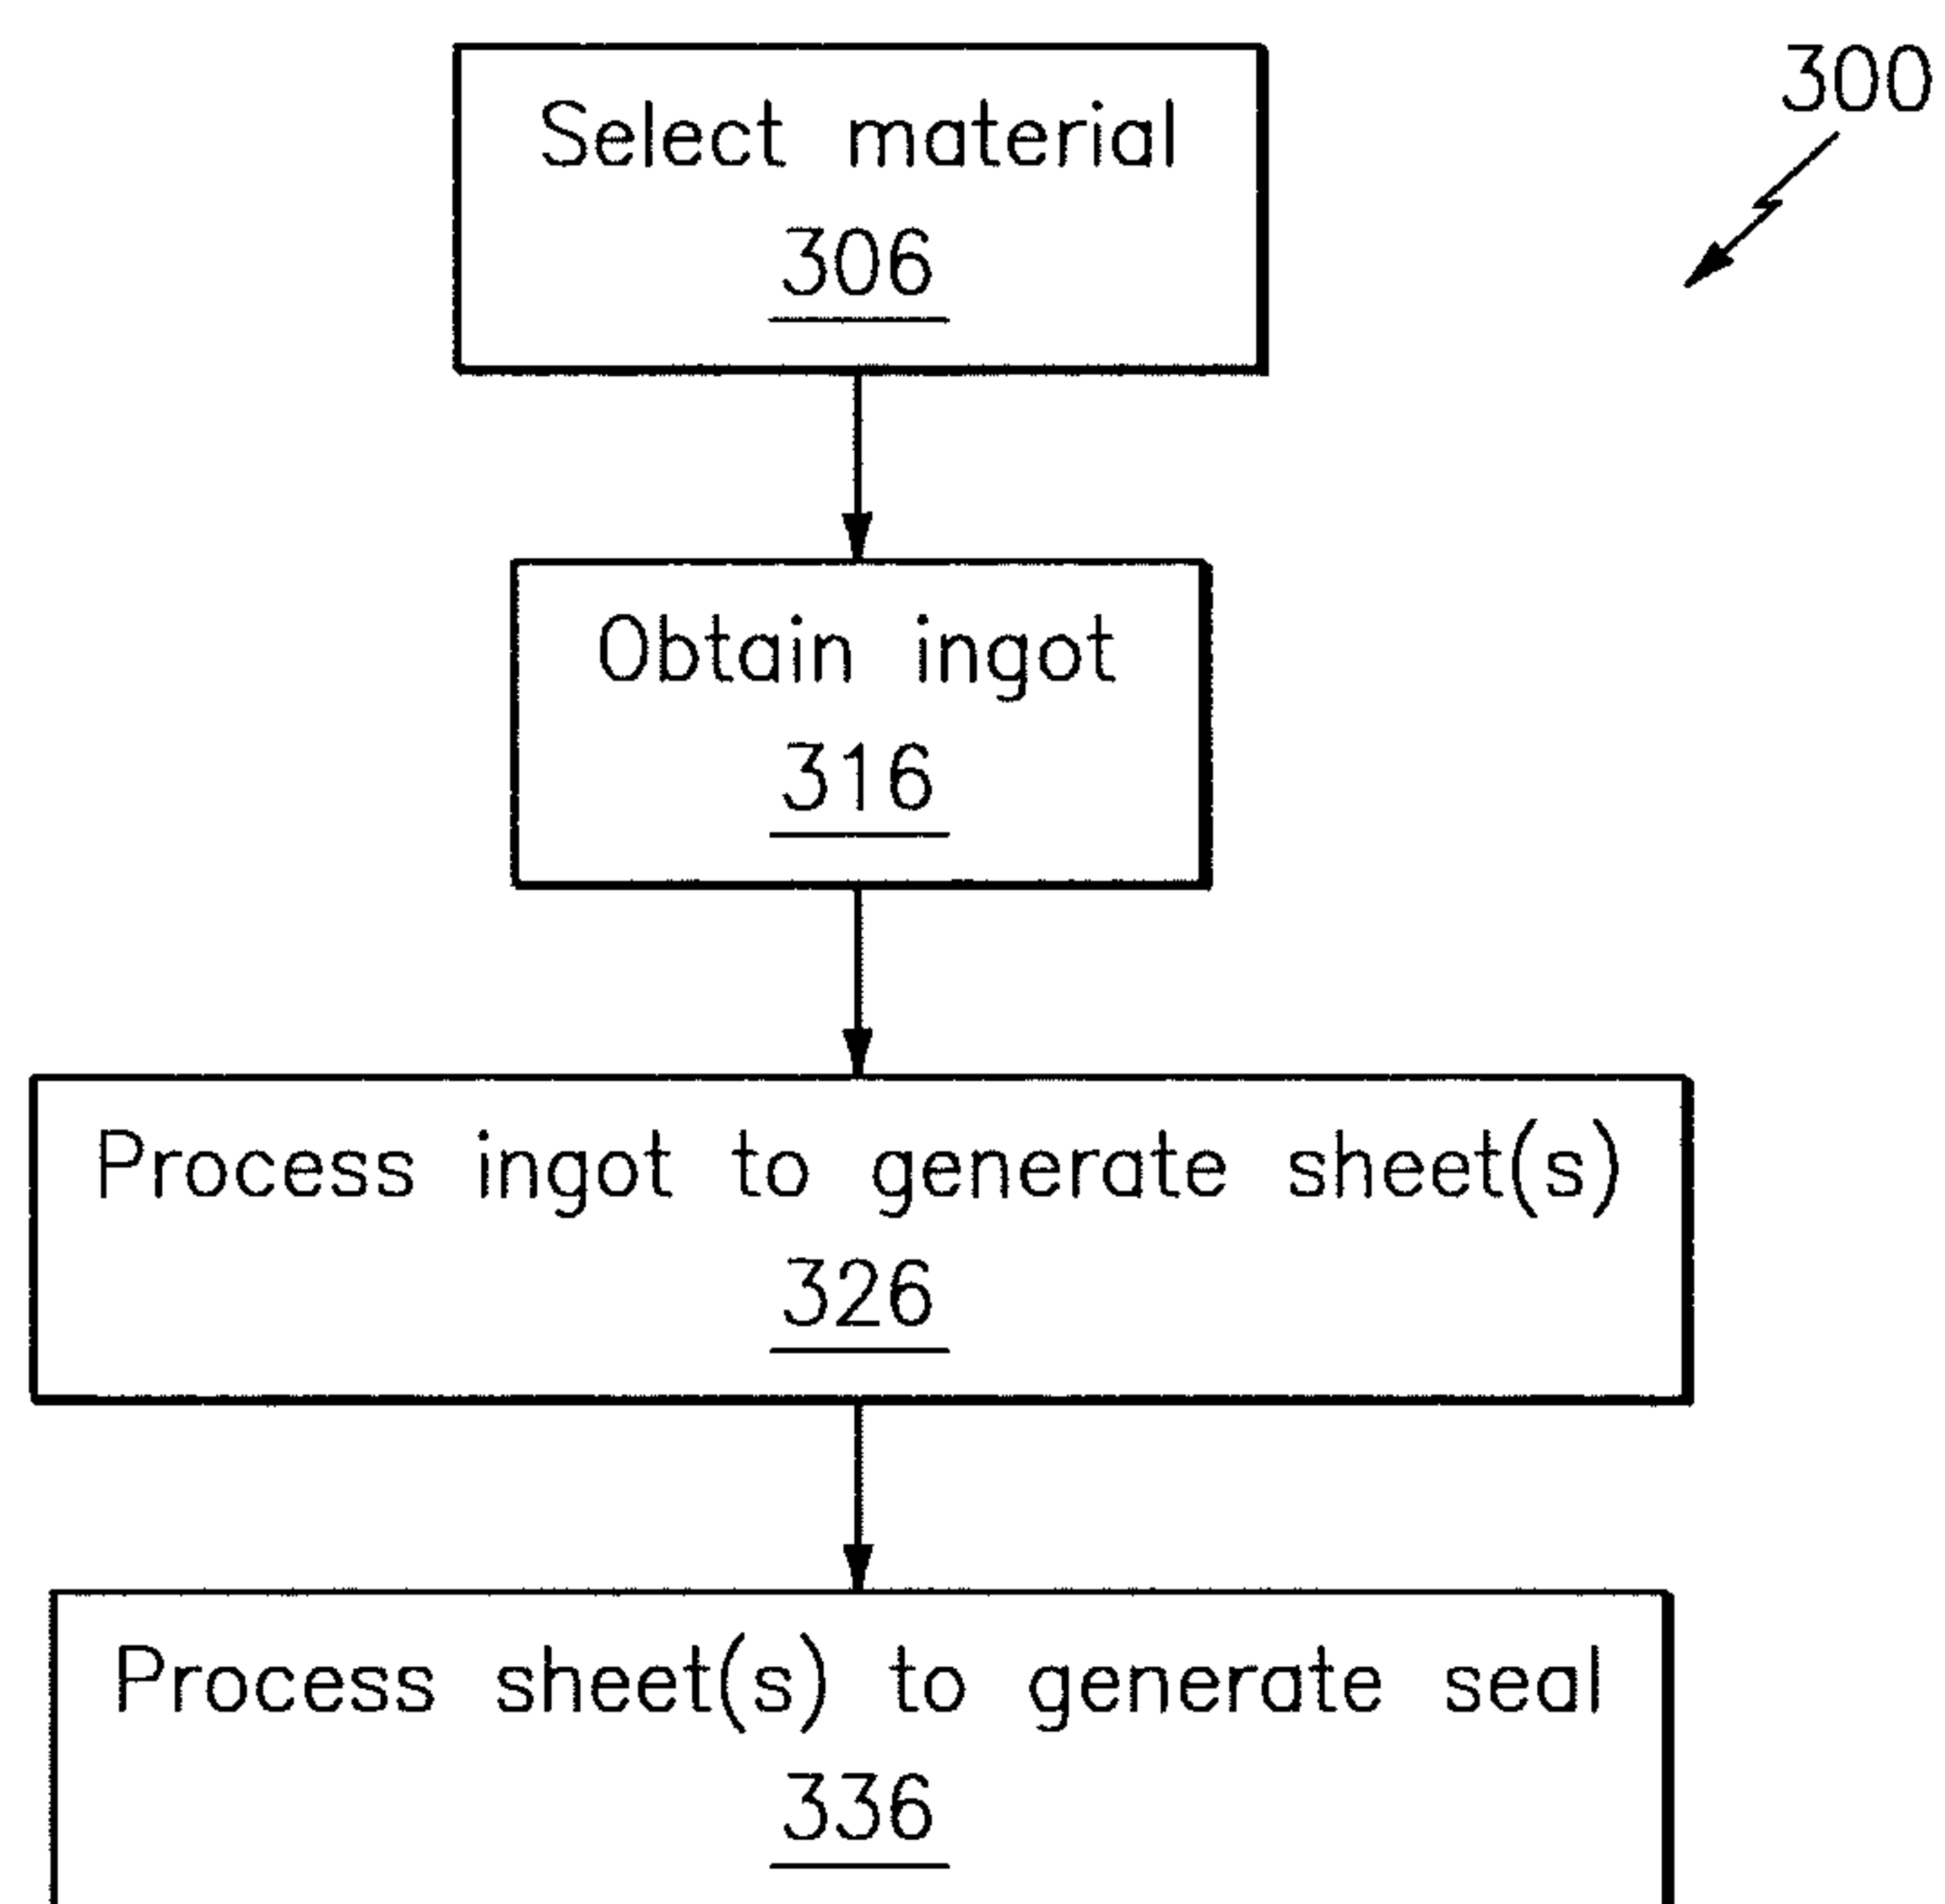 300
Select material
306
Obtain ingot
316
Process ingot to generate sheet(s)
326
Process sheet(s) to generate seal
336